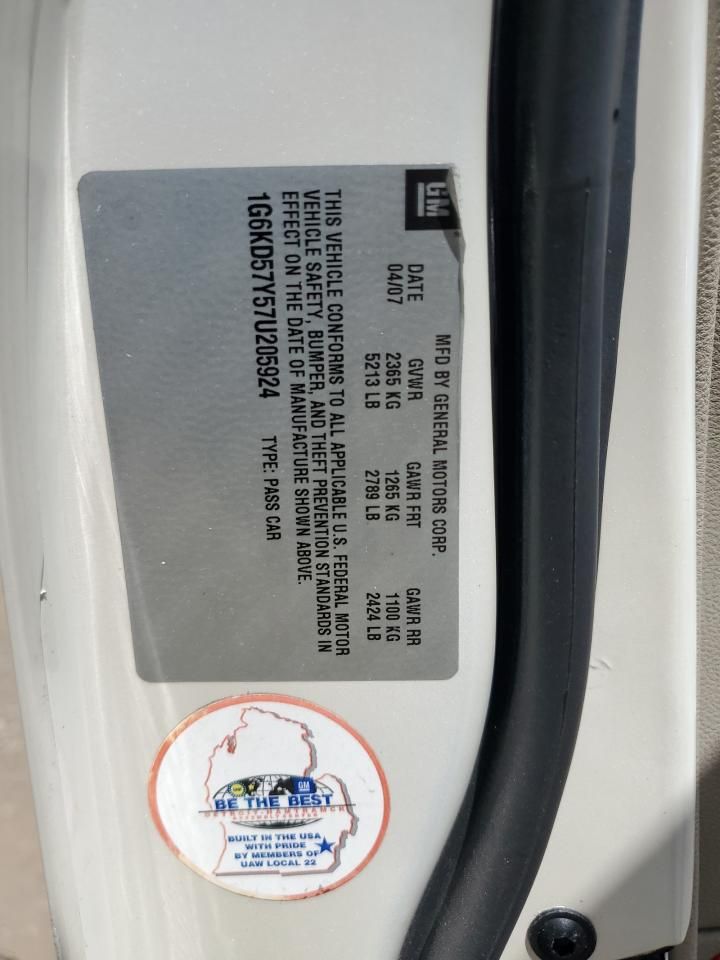 GM
MFD BY GENERAL MOTORS CORP.
DATE GVWR GAWR FRT GAWR RR
04/07 2365 KG 1265 KG 1100 KG
5213 LB 2789 LB 2424 LB
THIS VEHICLE CONFORMS TO ALL APPLICABLE U.S. FEDERAL MOTOR
VEHICLE SAFETY, BUMPER, AND THEFT PREVENTION STANDARDS IN
EFFECT ON THE DATE OF MANUFACTURE SHOWN ABOVE.
1G6KD57Y57U205924 TYPE: PASS CAR
GM
BE THE BEST
DETROIT-HAMTRAMCK
BUILT IN THE USA
WITH PRIDE
BY MEMBERS OF
UAW LOCAL 22